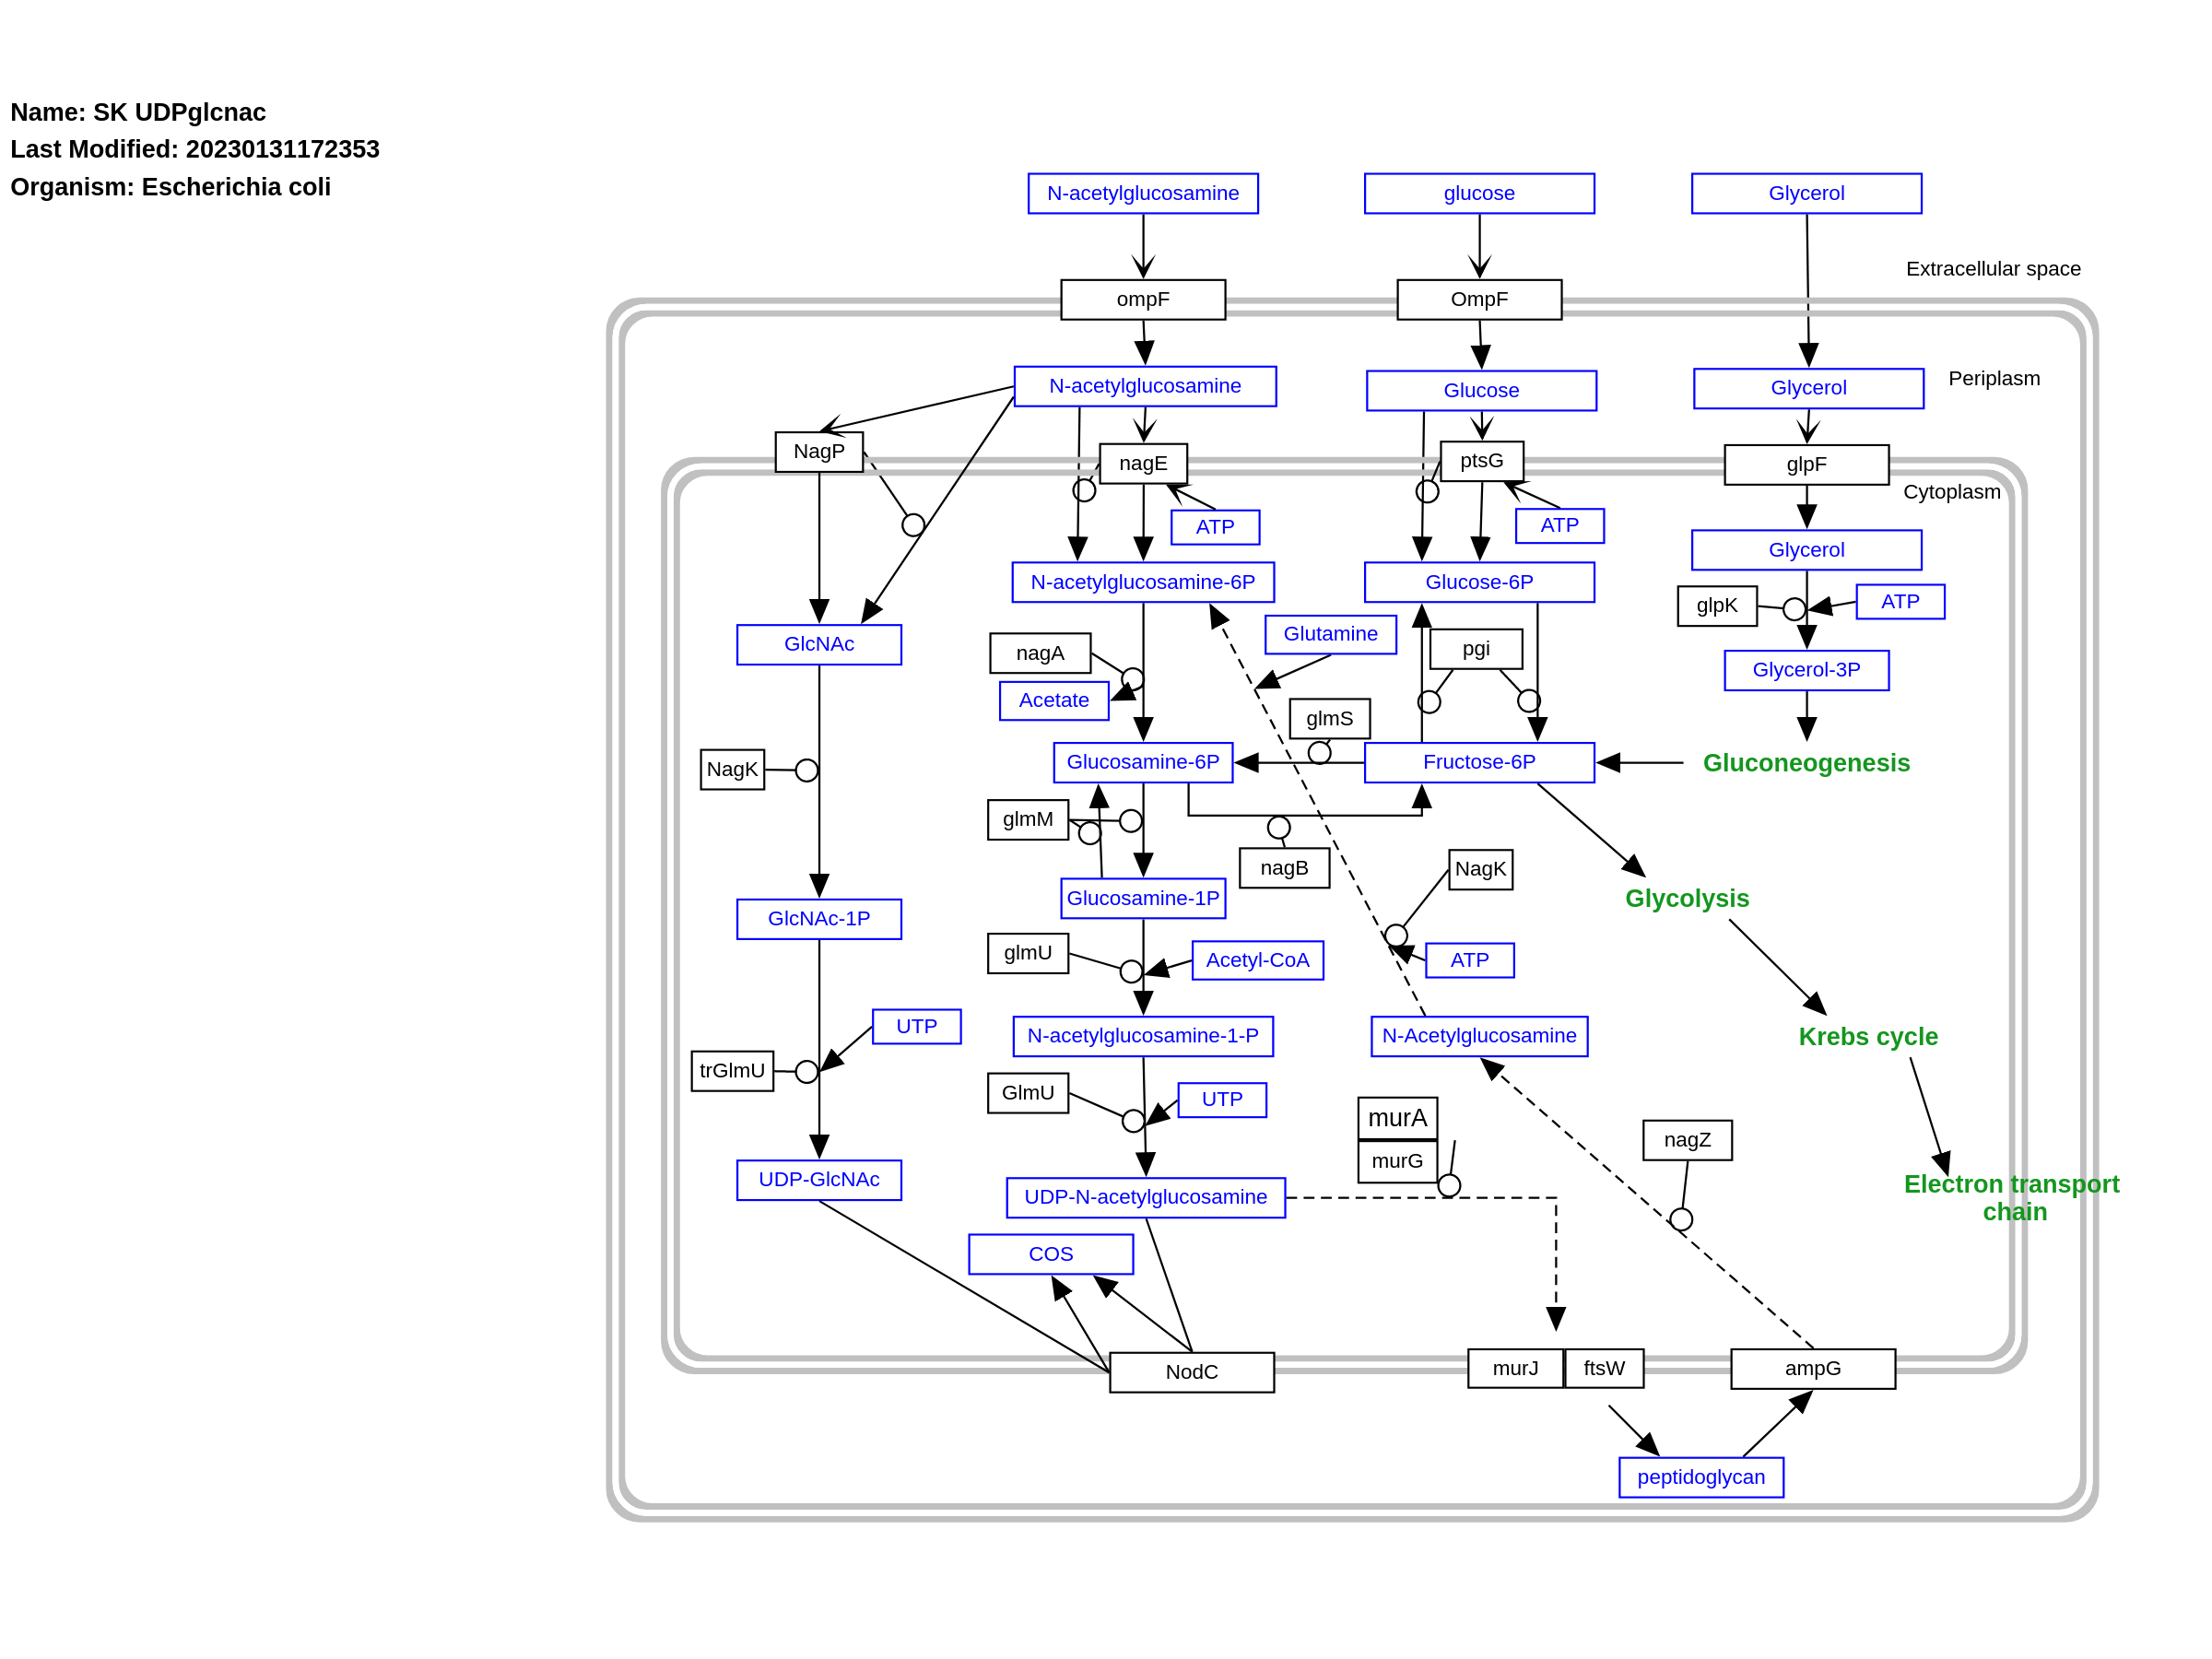 Name: SK UDPglcnac
Last Modified: 20230131172353
Organism: Escherichia coli
N-acetylglucosamine
glucose
Glycerol
Extracellular space
ompF
OmpF
N-acetylglucosamine
Glucose
Glycerol
Periplasm
NagP
nagE
ptsG
glpF
Cytoplasm
ATP
ATP
Glycerol
N-acetylglucosamine-6P
Glucose-6P
glpK
ATP
GlcNAc
nagA
Glutamine
pgi
Glycerol-3P
Acetate
glmS
NagK
Glucosamine-6P
Fructose-6P
Gluconeogenesis
glmM
nagB
NagK
Glucosamine-1P
Glycolysis
GlcNAc-1P
glmU
Acetyl-CoA
ATP
UTP
N-acetylglucosamine-1-P
N-Acetylglucosamine
Krebs cycle
trGlmU
GlmU
UTP
murA
murG
nagZ
UDP-GlcNAc
UDP-N-acetylglucosamine
Electron transport
chain
COS
NodC
murJ
ftsW
ampG
peptidoglycan